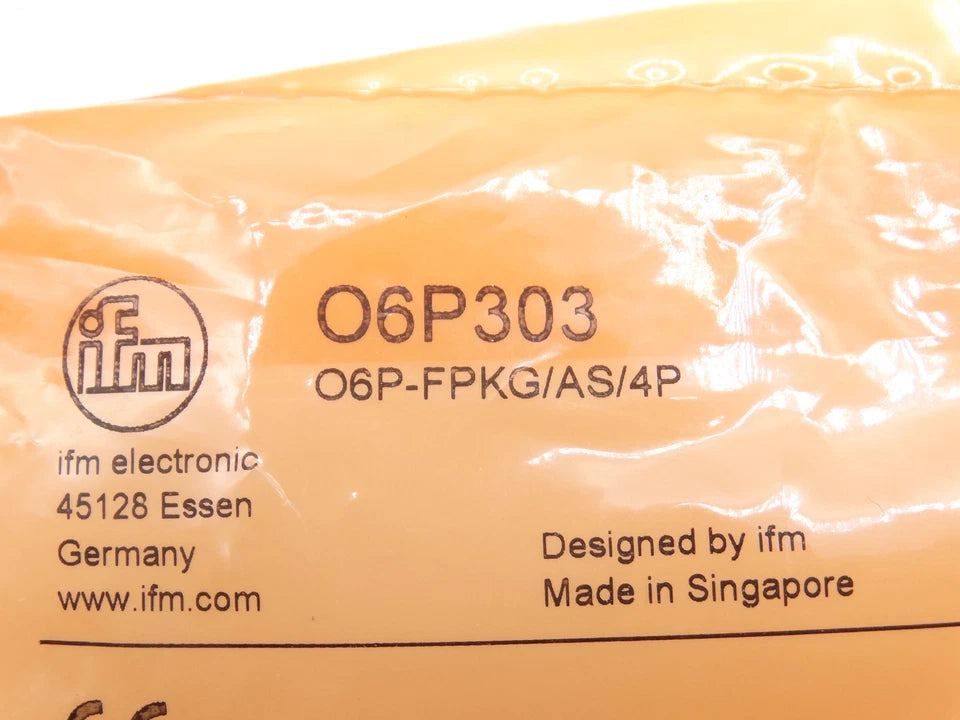 ifm
O6P303
O6P-FPKG/AS/4P
ifm electronic
45128 Essen
Germany
www.ifm.com
Designed by ifm
Made in Singapore